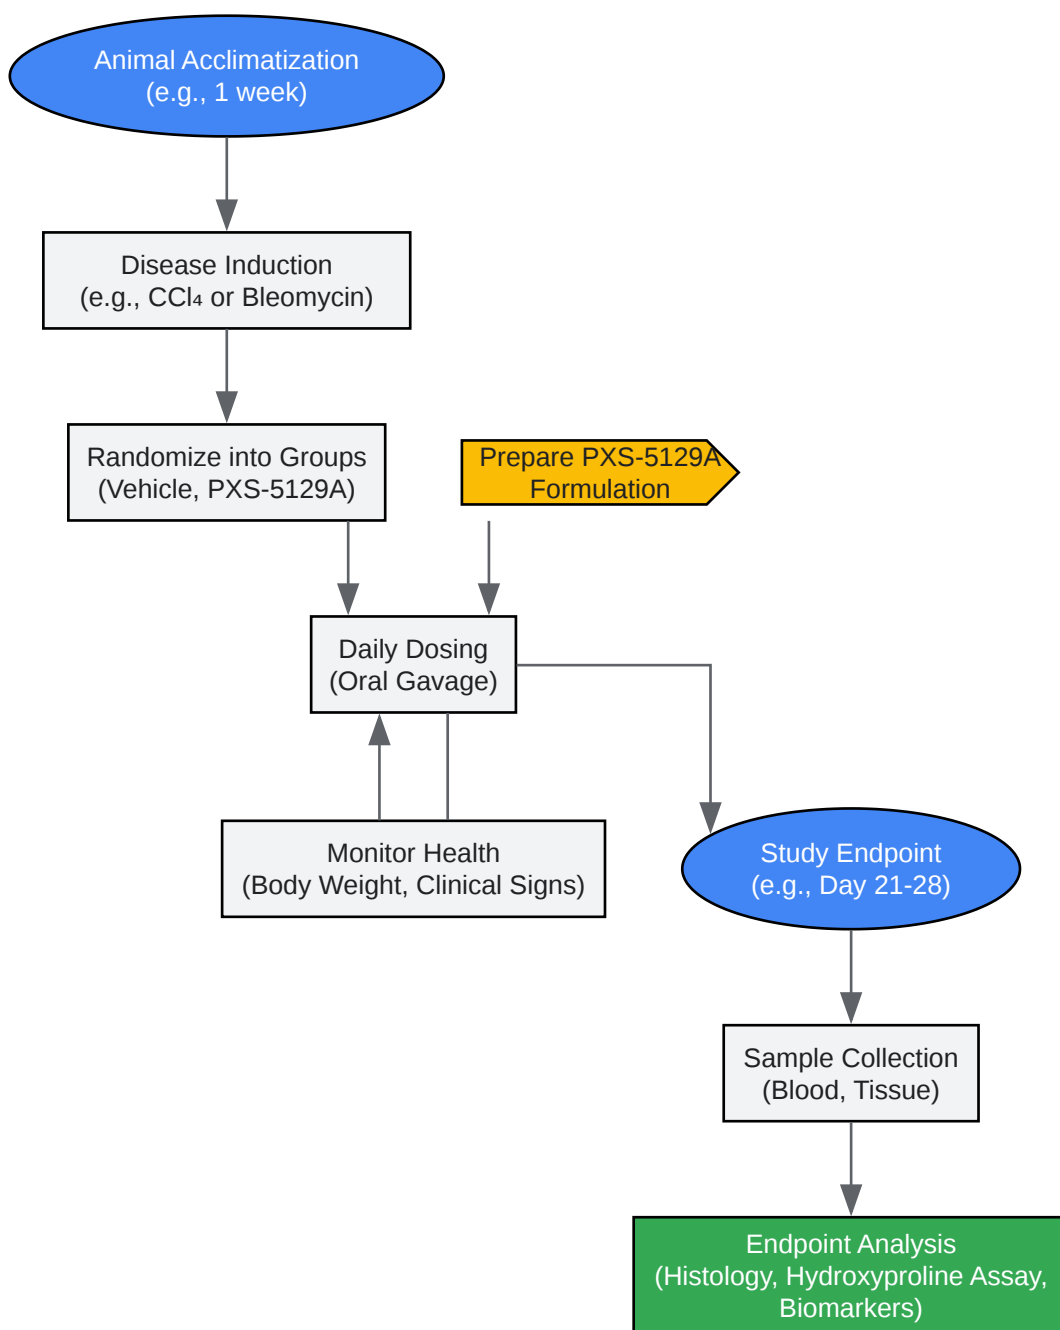 Animal Acclimatization
(e.g., 1 week)
Disease Induction
(e.g., CCl₄ or Bleomycin)
Randomize into Groups
(Vehicle, PXS-5129A)
Prepare PXS-5129A
Formulation
Daily Dosing
(Oral Gavage)
Monitor Health
(Body Weight, Clinical Signs)
Study Endpoint
(e.g., Day 21-28)
Sample Collection
(Blood, Tissue)
Endpoint Analysis
(Histology, Hydroxyproline Assay,
Biomarkers)